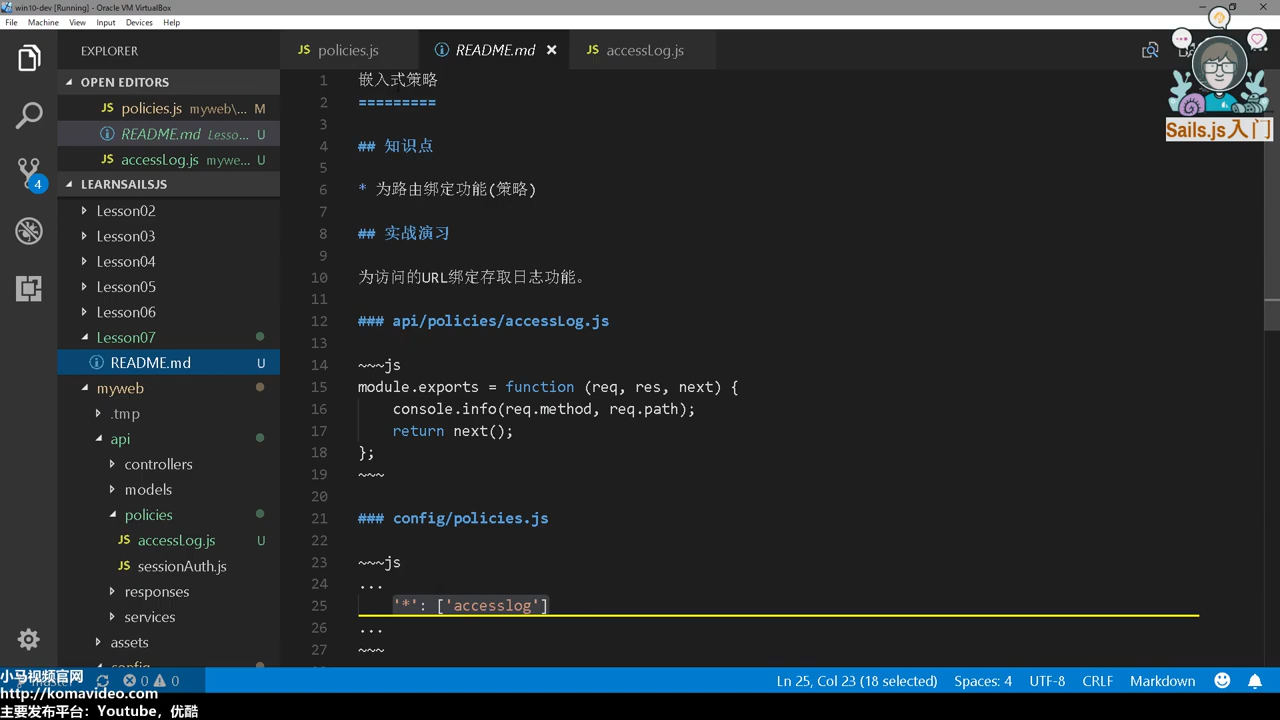 win10-dev [Running] - Oracle VM VirtualBox
File Machine View Input Devices Help
EXPLORER
OPEN EDITORS
JS policies.js myweb\... M
README.md Lesso... U
JS accessLog.js mywe... U
LEARNSAILSJS
Lesson02
Lesson03
Lesson04
Lesson05
Lesson06
Lesson07
README.md U
myweb
.tmp
api
controllers
models
policies
JS accessLog.js U
JS sessionAuth.js
responses
services
assets
config
4
JS policies.js
README.md
JS accessLog.js
Sails.js入门
1 嵌入式策略
2 =========
3
4 ## 知识点
5
6 * 为路由绑定功能(策略)
7
8 ## 实战演习
9
10 为访问的URL绑定存取日志功能。
11
12 ### api/policies/accessLog.js
13
14 ~~~js
15 module.exports = function (req, res, next) {
16 console.info(req.method, req.path);
17 return next();
18 };
19 ~~~
20
21 ### config/policies.js
22
23 ~~~js
24 ...
25 '*': ['accesslog']
26 ...
27 ~~~
0 0
Ln 25, Col 23 (18 selected) Spaces: 4 UTF-8 CRLF Markdown
小马视频官网
http://komavideo.com
主要发布平台：Youtube，优酷